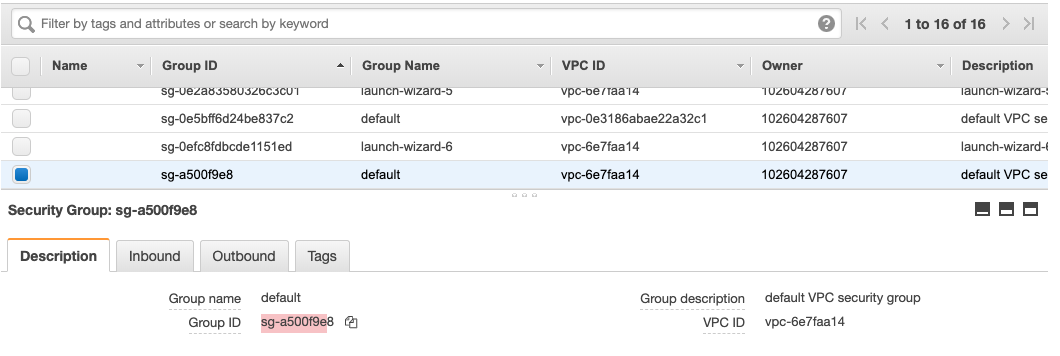 Filter by tags and attributes or search by keyword
1 to 16 of 16
Name Group ID Group Name VPC ID Owner Description
sg-0e2a83580326c3c01 launch-wizard-5 vpc-6e7faa14 102604287607 launch-wizard-5
sg-0e5bff6d24be837c2 default vpc-0e3186abae22a32c1 102604287607 default VPC se
sg-0efc8fdbcde1151ed launch-wizard-6 vpc-6e7faa14 102604287607 launch-wizard-6
sg-a500f9e8 default vpc-6e7faa14 102604287607 default VPC se
Security Group: sg-a500f9e8
Description Inbound Outbound Tags
Group name default Group description default VPC security group
Group ID sg-a500f9e8 VPC ID vpc-6e7faa14